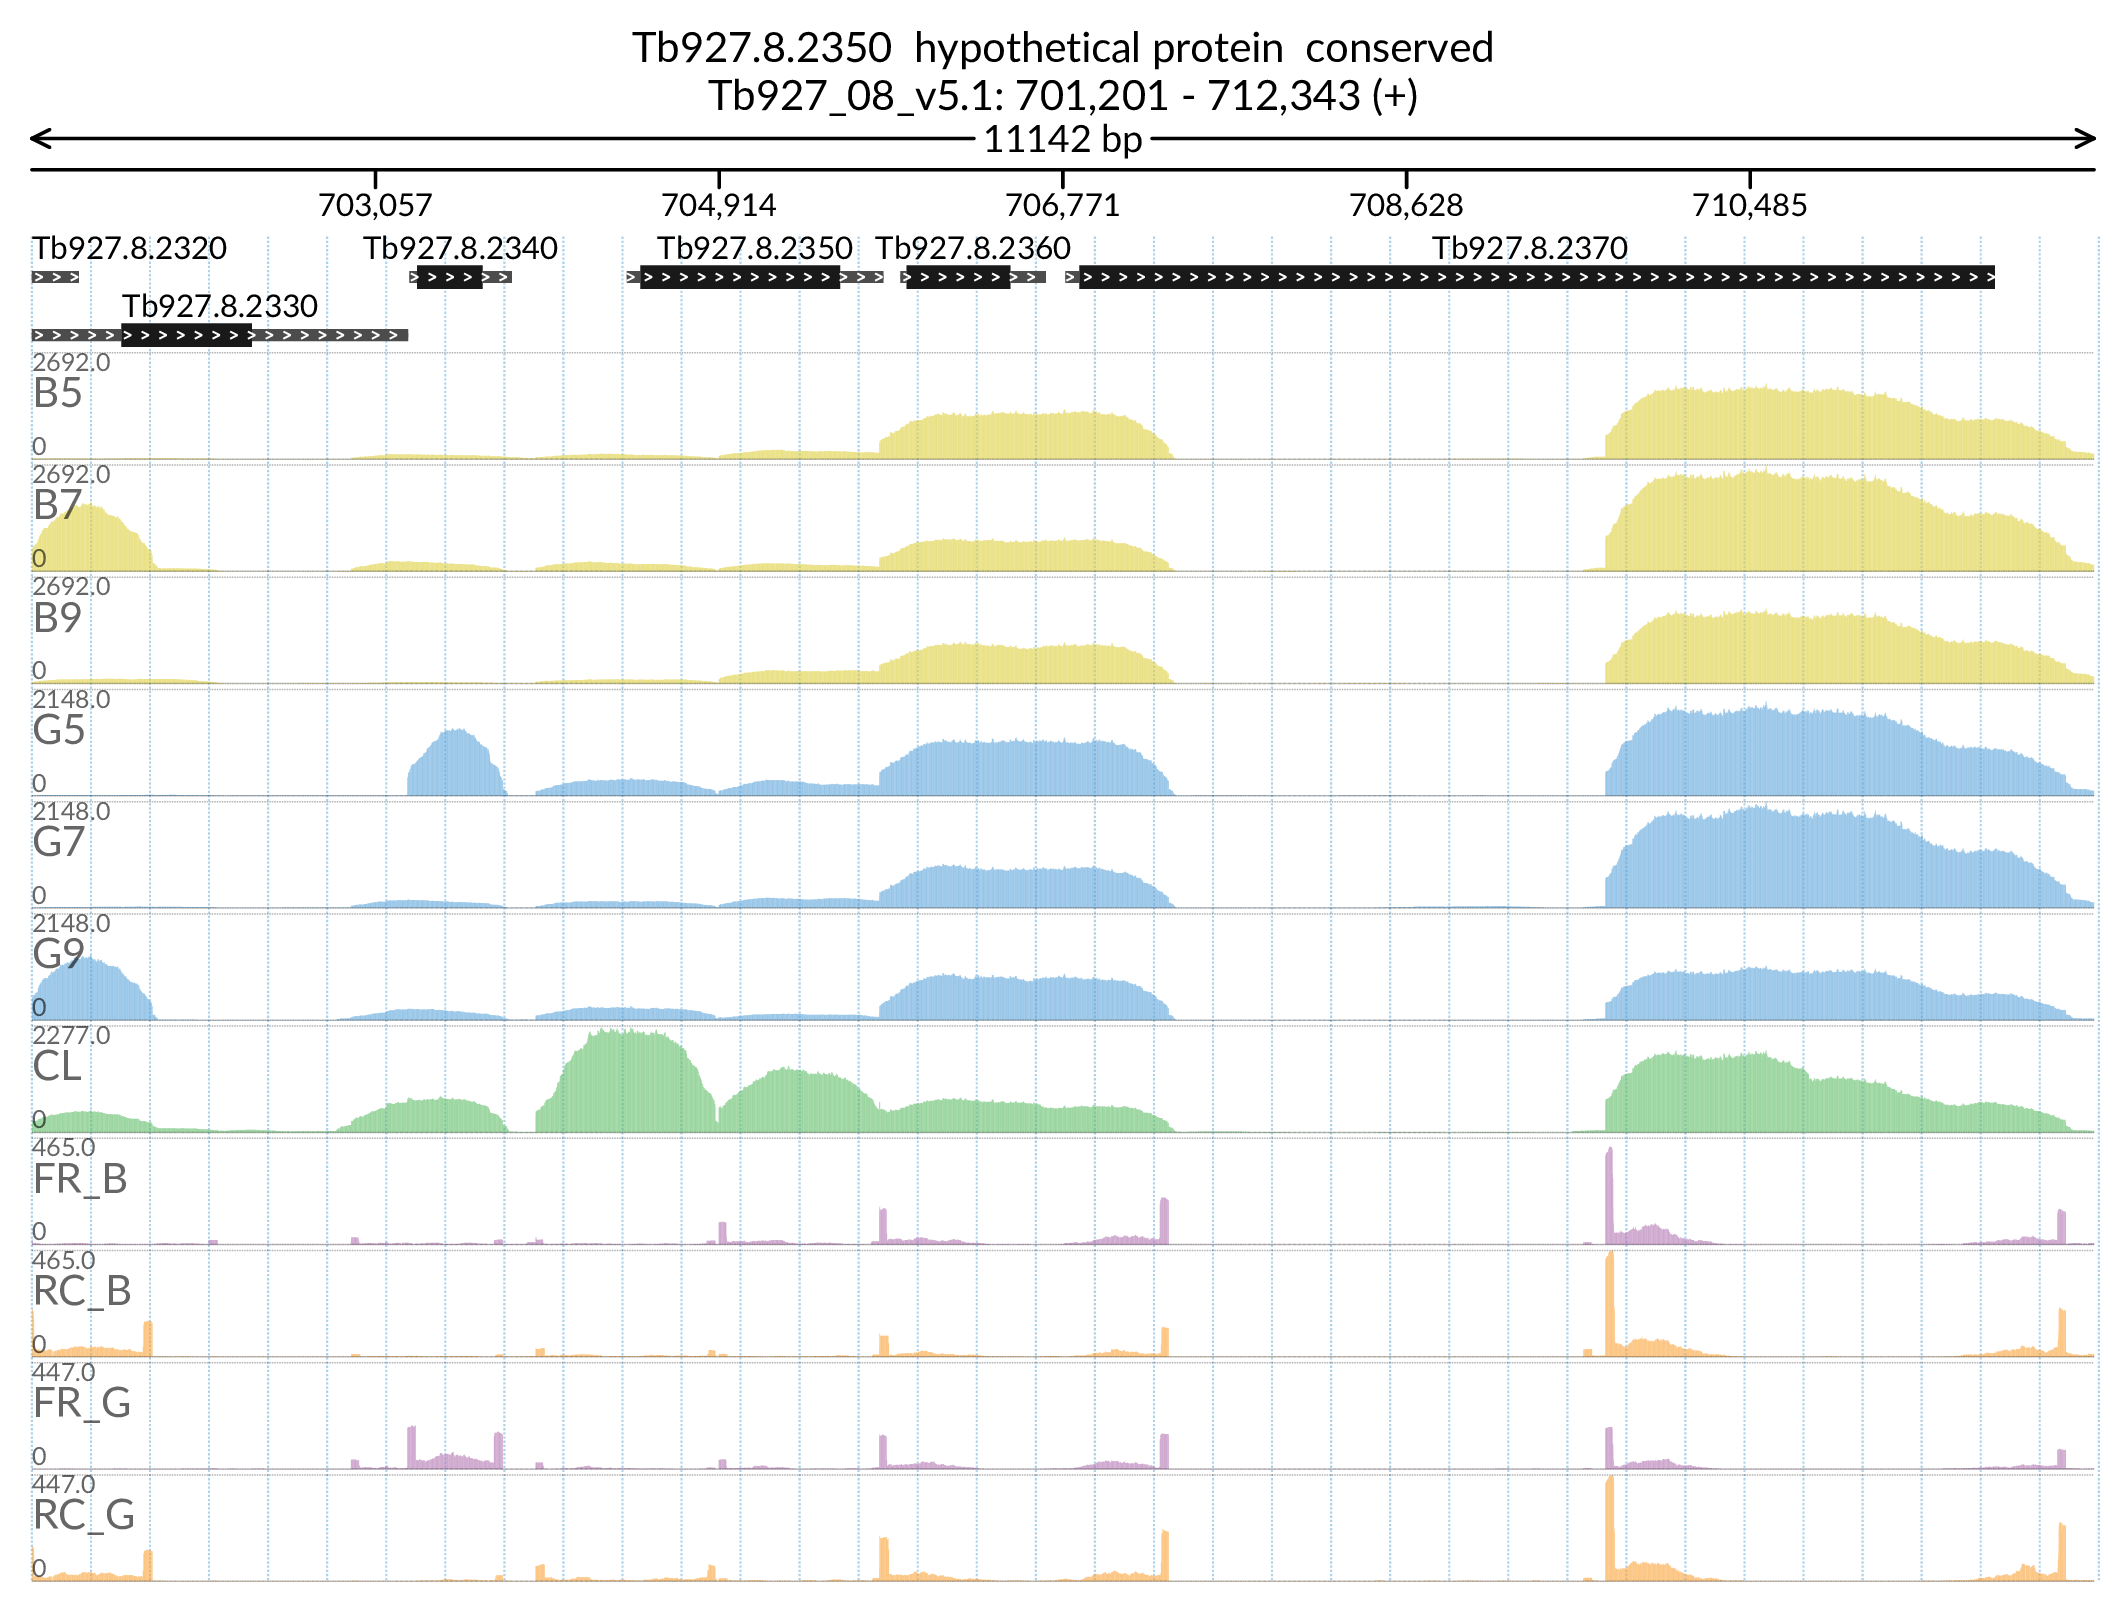 Tb927.8.2350  hypothetical protein  conserved
Tb927_08_v5.1: 701,201 - 712,343 (+)
11142 bp
703,057 704,914 706,771 708,628 710,485
Tb927.8.2320 Tb927.8.2340 Tb927.8.2350 Tb927.8.2360 Tb927.8.2370
Tb927.8.2330
2692.0
B5
0
2692.0
B7
0
2692.0
B9
0
2148.0
G5
0
2148.0
G7
0
2148.0
G9
0
2277.0
CL
0
465.0
FR_B
0
465.0
RC_B
0
447.0
FR_G
0
447.0
RC_G
0